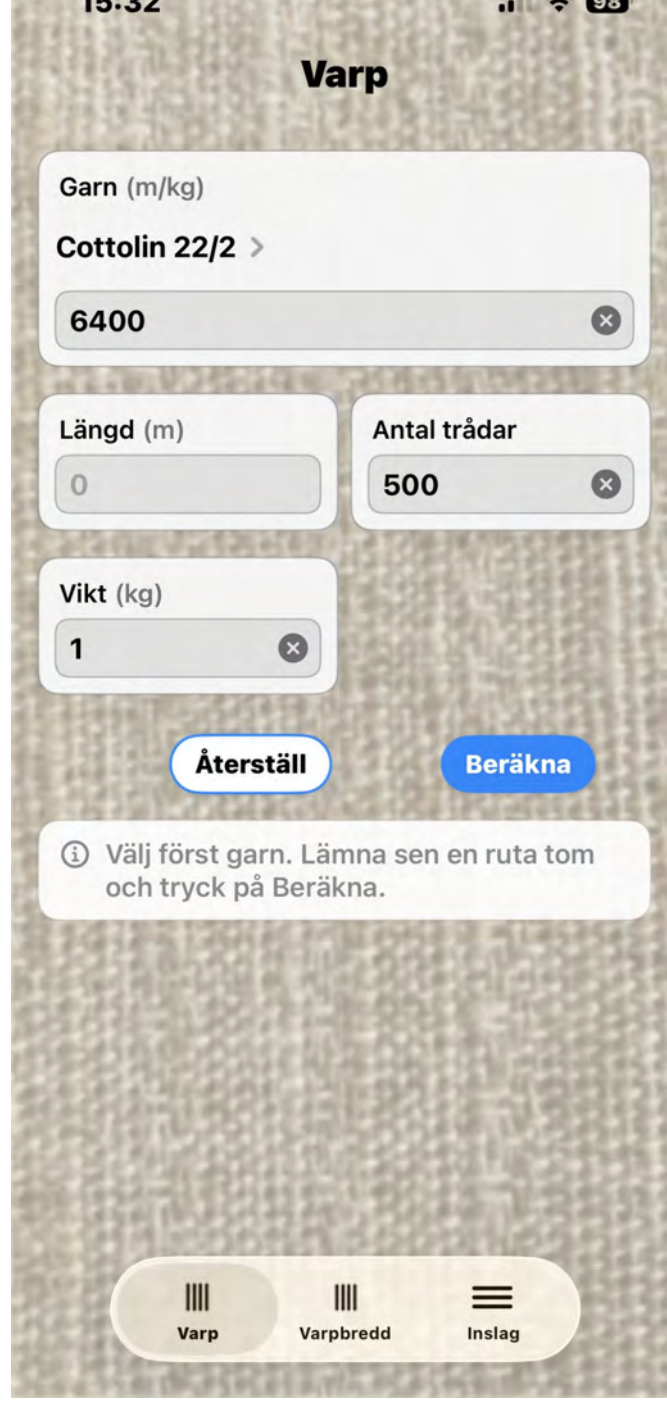 15:32
98
Varp
Garn (m/kg)
Cottolin 22/2
6400
Längd (m)
Antal trådar
0
500
Vikt (kg)
1
Återställ
Beräkna
Välj först garn. Lämna sen en ruta tom
och tryck på Beräkna.
Varp
Varpbredd
Inslag